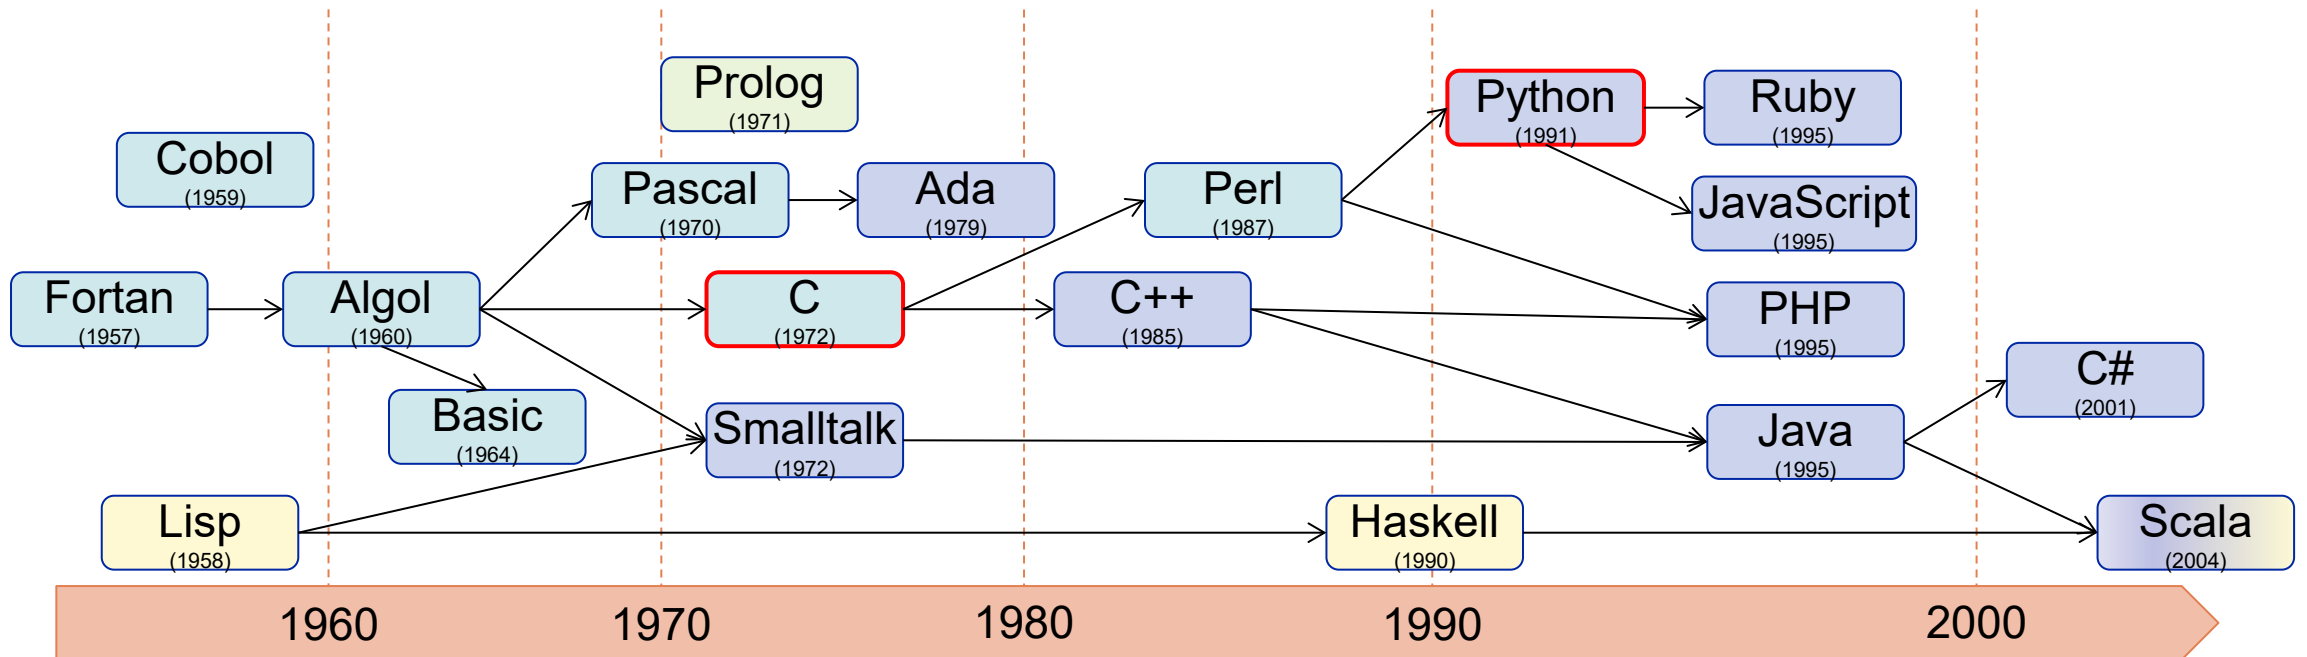 Prolog
(1971)
Python
(1991)
Ruby
(1995)
Cobol
(1959)
Pascal
(1970)
Ada
(1979)
Perl
(1987)
JavaScript
(1995)
Fortan
(1957)
Algol
(1960)
C
(1972)
C++
(1985)
PHP
(1995)
C#
(2001)
Basic
(1964)
Smalltalk
(1972)
Java
(1995)
Lisp
(1958)
Haskell
(1990)
Scala
(2004)
1960
1970
1980
1990
2000